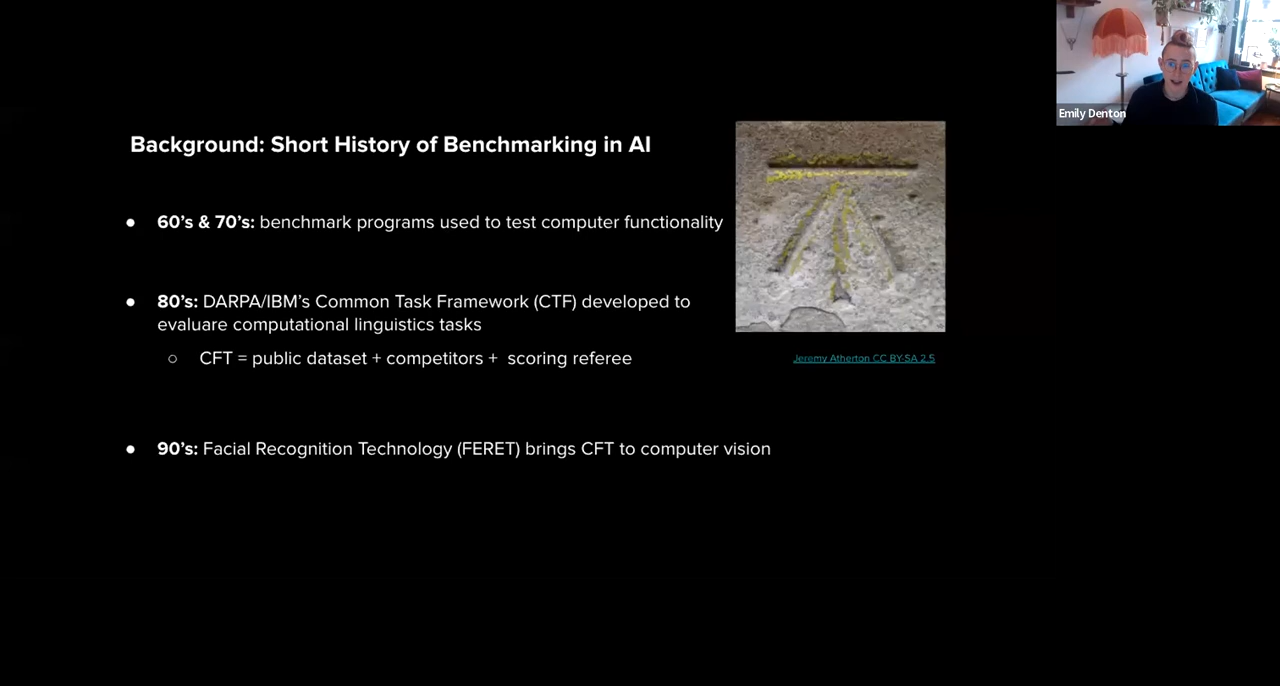 Emily Denton
Background: Short History of Benchmarking in AI
● 60's & 70's: benchmark programs used to test computer functionality
● 80's: DARPA/IBM's Common Task Framework (CTF) developed to
evaluare computational linguistics tasks
○ CFT = public dataset + competitors + scoring referee
Jeremy Atherton CC BY-SA 2.5
● 90's: Facial Recognition Technology (FERET) brings CFT to computer vision